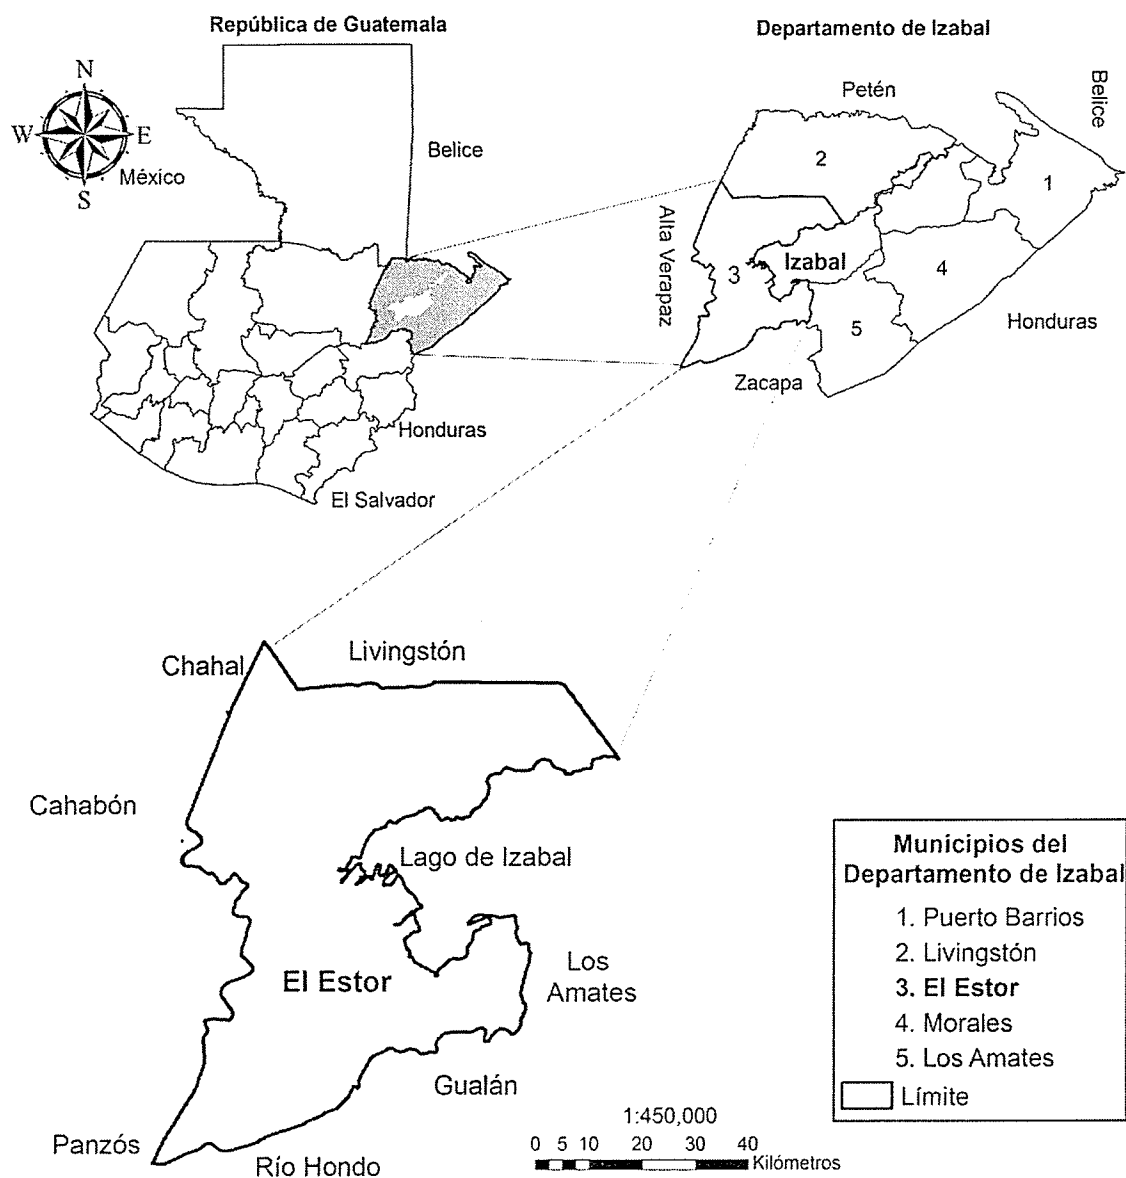 República de Guatemala
N
W
E
S
México
Belice
Honduras
El Salvador
Departamento de Izabal
Petén
Belice
2
1
Alta Verapaz
3
Izabal
4
5
Honduras
Zacapa
Chahal
Livingstón
Cahabón
Lago de Izabal
El Estor
Los
Amates
Gualán
Panzós
Río Hondo
1:450,000
0 5 10 20 30 40
Kilómetros
Municipios del
Departamento de Izabal
1. Puerto Barrios
2. Livingstón
3. El Estor
4. Morales
5. Los Amates
Límite